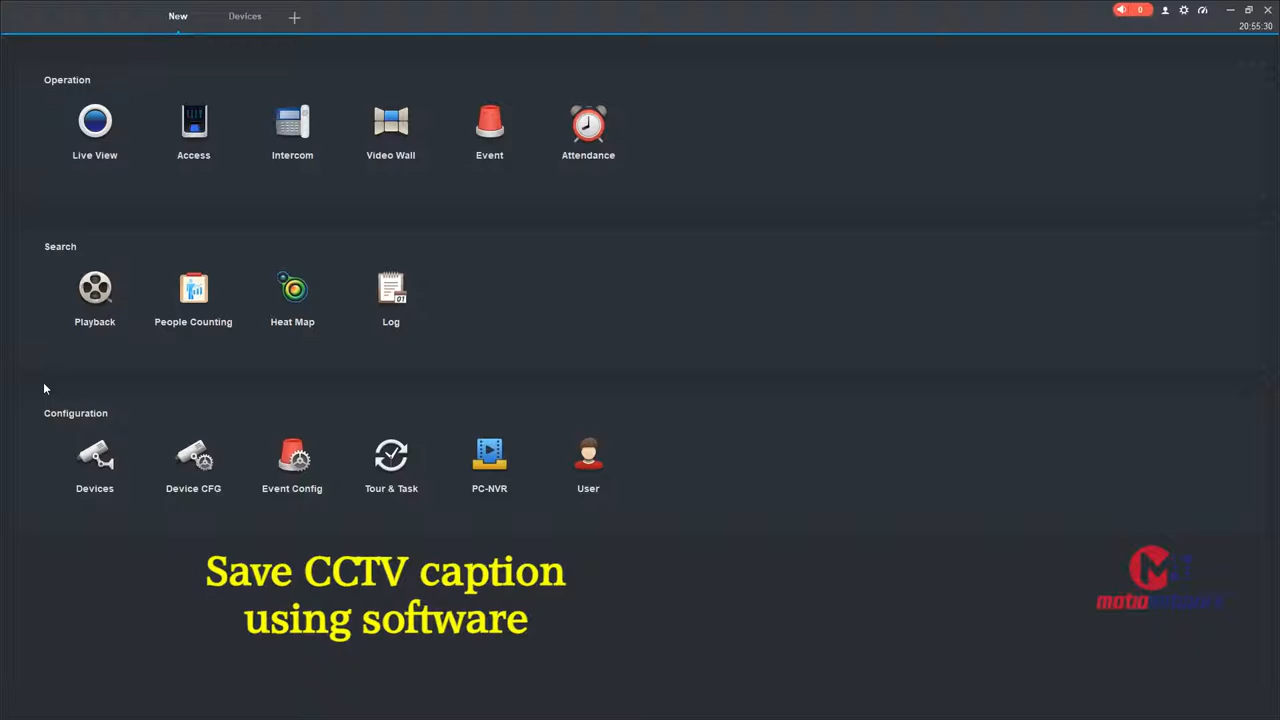 New Devices
0
20:55:30
Operation
Live View Access Intercom Video Wall Event Attendance
Search
01
Playback People Counting Heat Map Log
Configuration
Devices Device CFG Event Config Tour & Task PC-NVR User
Save CCTV caption
using software